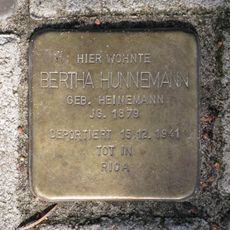 HIER WOHNTE
BERTHA HUNNEMANN
GEB. HEINEMANN
JG. 1879
DEPORTIERT 15.12.1941
TOT IN
RIGA